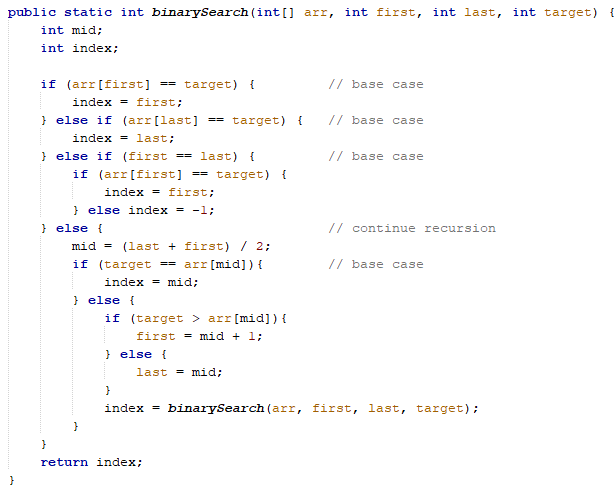 public static int binarySearch(int[] arr, int first, int last, int target) {
    int mid;
    int index;

    if (arr[first] == target) {         // base case
        index = first;
    } else if (arr[last] == target) {   // base case
        index = last;
    } else if (first == last) {         // base case
        if (arr[first] == target) {
            index = first;
        } else index = -1;
    } else {                            // continue recursion
        mid = (last + first) / 2;
        if (target == arr[mid]){        // base case
            index = mid;
        } else {
            if (target > arr[mid]){
                first = mid + 1;
            } else {
                last = mid;
            }
            index = binarySearch(arr, first, last, target);
        }
    }
    return index;
}